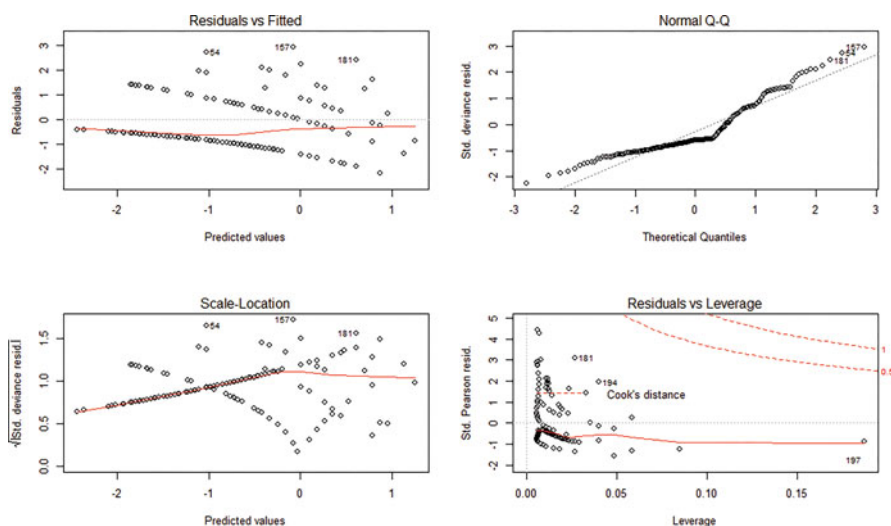 Residuals vs Fitted
Residuals
3
2
1
0
-1
-2
54
157
181
-2 -1 0 1
Predicted values
Normal Q-Q
Std. deviance resid.
3
2
1
0
-1
-2
157
54
181
-3 -2 -1 0 1 2 3
Theoretical Quantiles
Scale-Location
√|Std. deviance resid.|
1.5
1.0
0.5
0.0
54
157
181
-2 -1 0 1
Predicted values
Residuals vs Leverage
Std. Pearson resid.
5
4
3
2
1
0
-1
-2
181
194
Cook's distance
197
1
0.5
0.00 0.05 0.10 0.15
Leverage